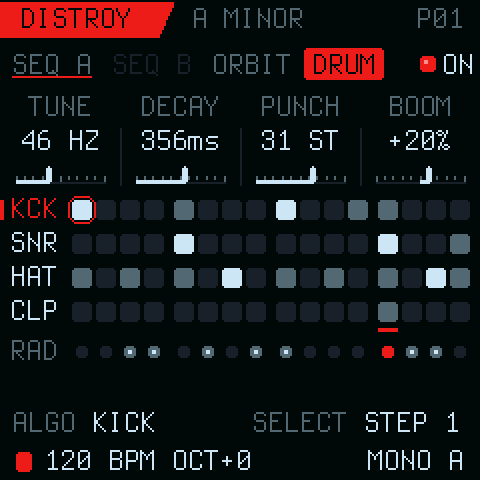 DISTROY A MINOR P01
SEQ A SEQ B ORBIT DRUM ON
TUNE DECAY PUNCH BOOM
46 HZ 356ms 31 ST +20%
KCK
SNR
HAT
CLP
RAD
ALGO KICK SELECT STEP 1
120 BPM OCT+0 MONO A